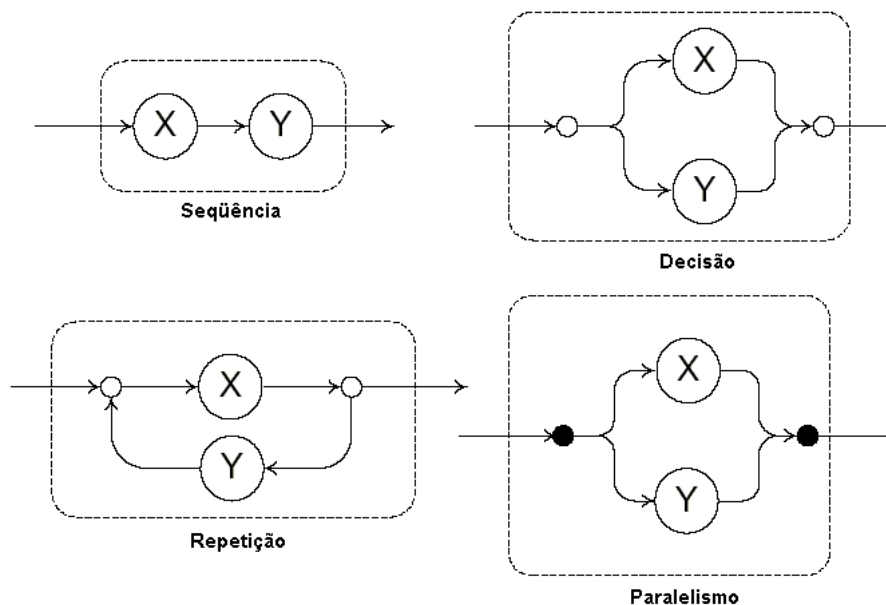 X
Y
Seqüência
X
Y
Decisão
X
Y
Repetição
X
Y
Paralelismo